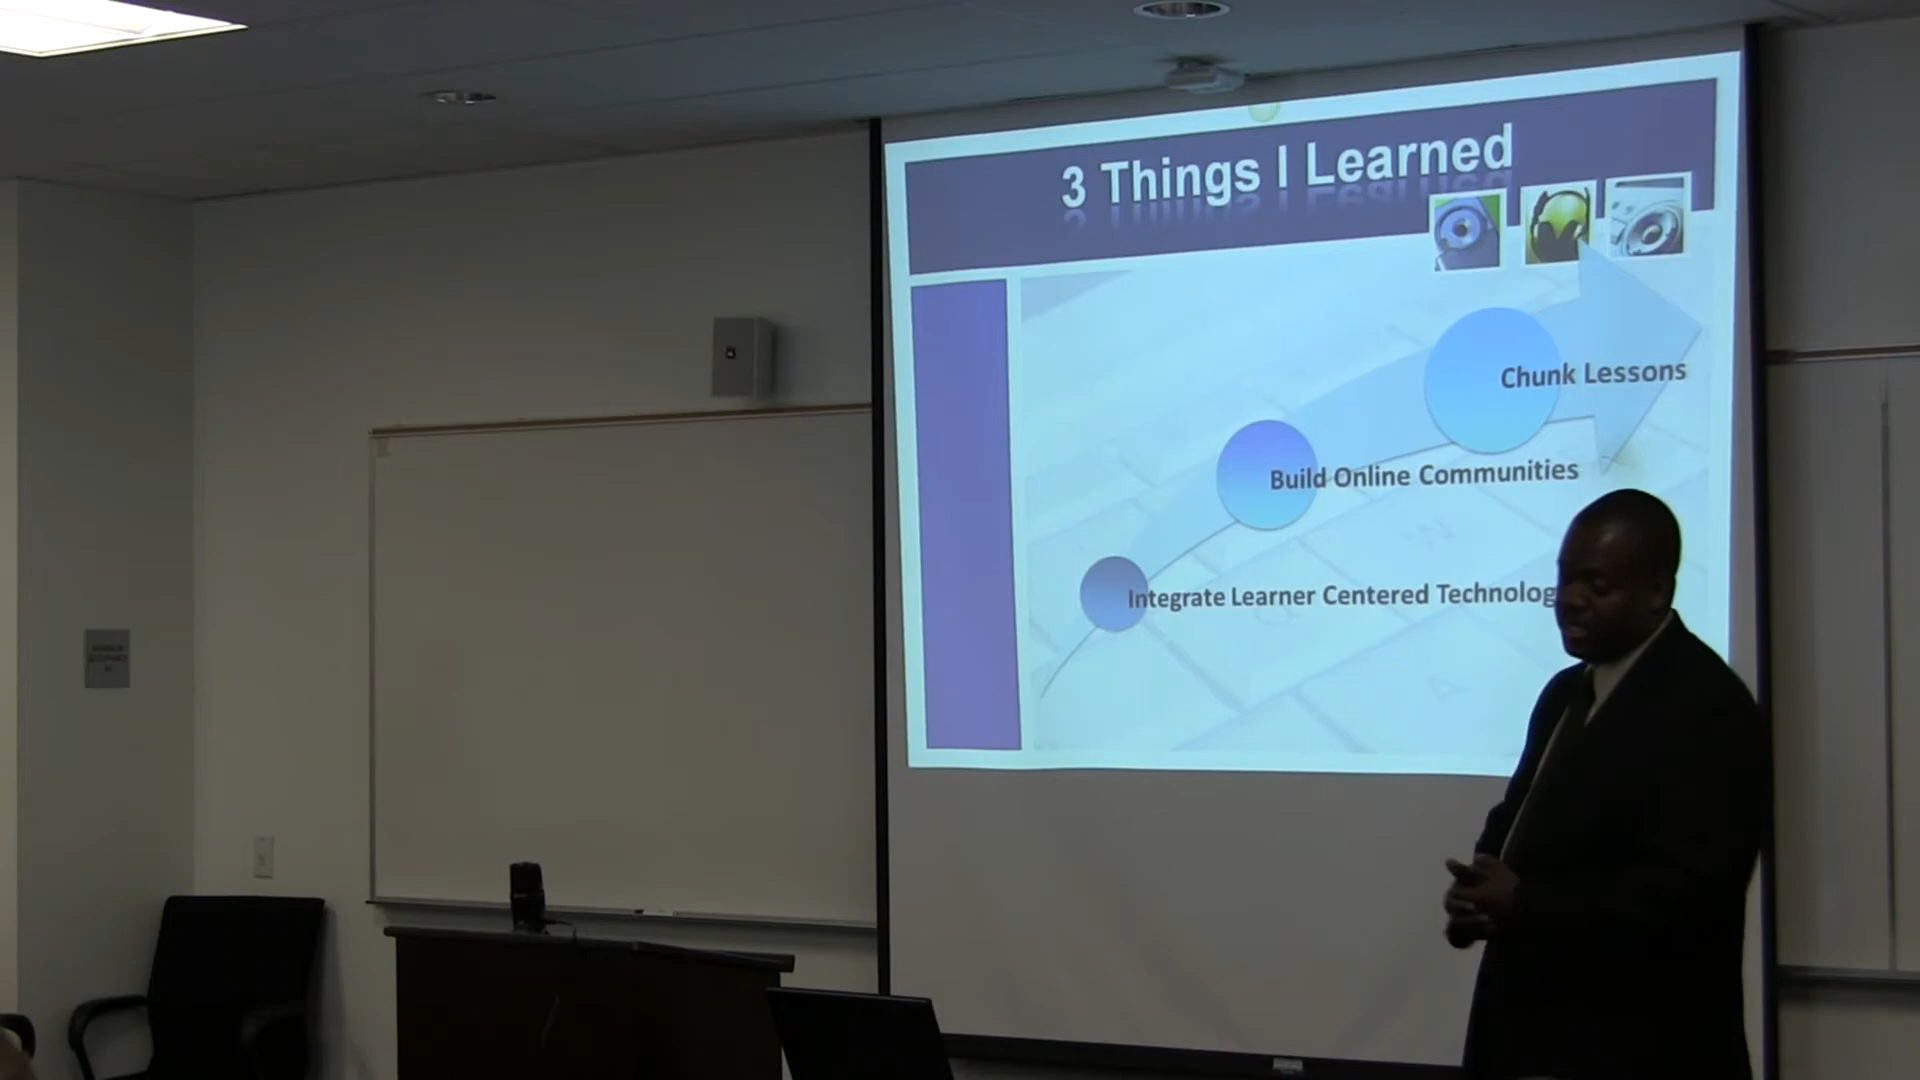 3 Things I Learned
Chunk Lessons
Build Online Communities
Integrate Learner Centered Technolog